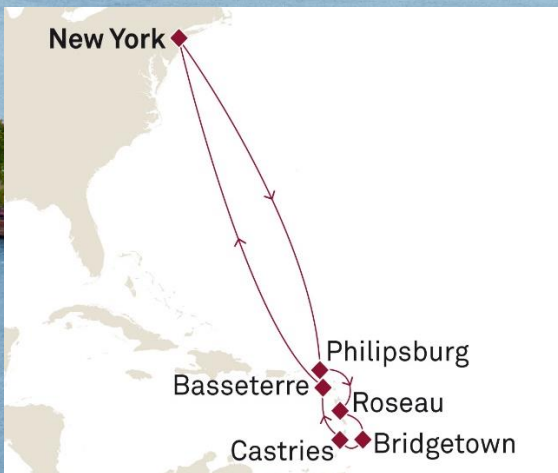 New York
Philipsburg
Basseterre
Roseau
Castries
Bridgetown